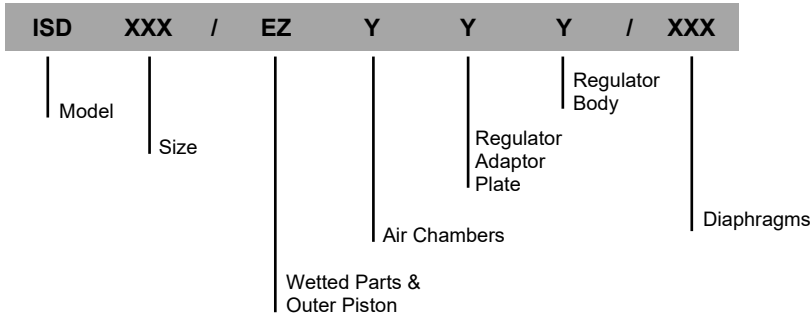 ISD XXX / EZ Y Y Y / XXX
Model
Size
Regulator
Body
Regulator
Adaptor
Plate
Diaphragms
Air Chambers
Wetted Parts &
Outer Piston